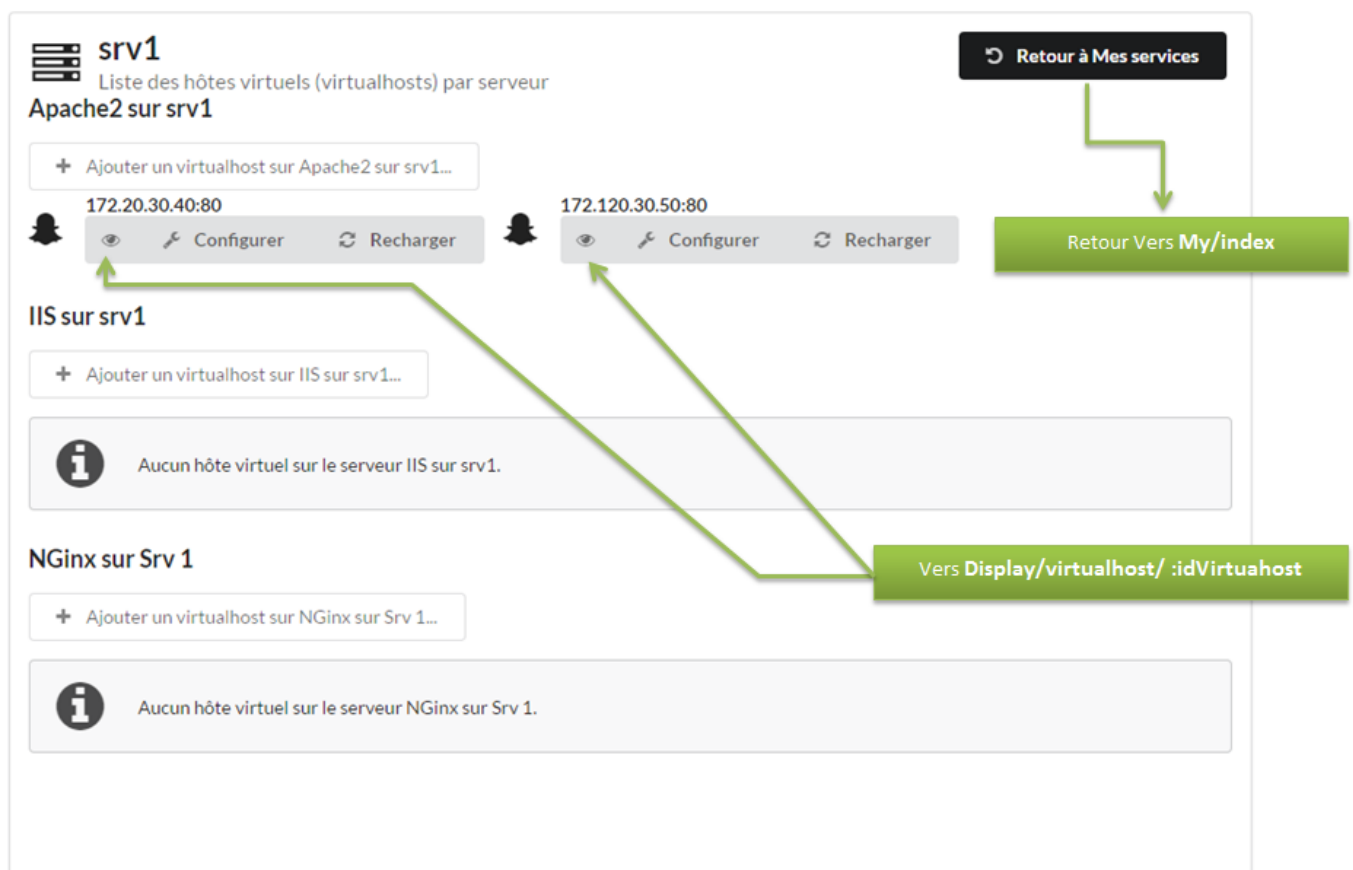 srv1
Retour à Mes services
Liste des hôtes virtuels (virtualhosts) par serveur
Apache2 sur srv1
Ajouter un virtualhost sur Apache2 sur srv1...
172.20.30.40:80
172.120.30.50:80
Configurer Recharger
Configurer Recharger
Retour Vers My/index
IIS sur srv1
Ajouter un virtualhost sur IIS sur srv1...
Aucun hôte virtuel sur le serveur IIS sur srv1.
NGinx sur Srv 1
Vers Display/virtualhost/ :idVirtuahost
Ajouter un virtualhost sur NGinx sur Srv 1...
Aucun hôte virtuel sur le serveur NGinx sur Srv 1.